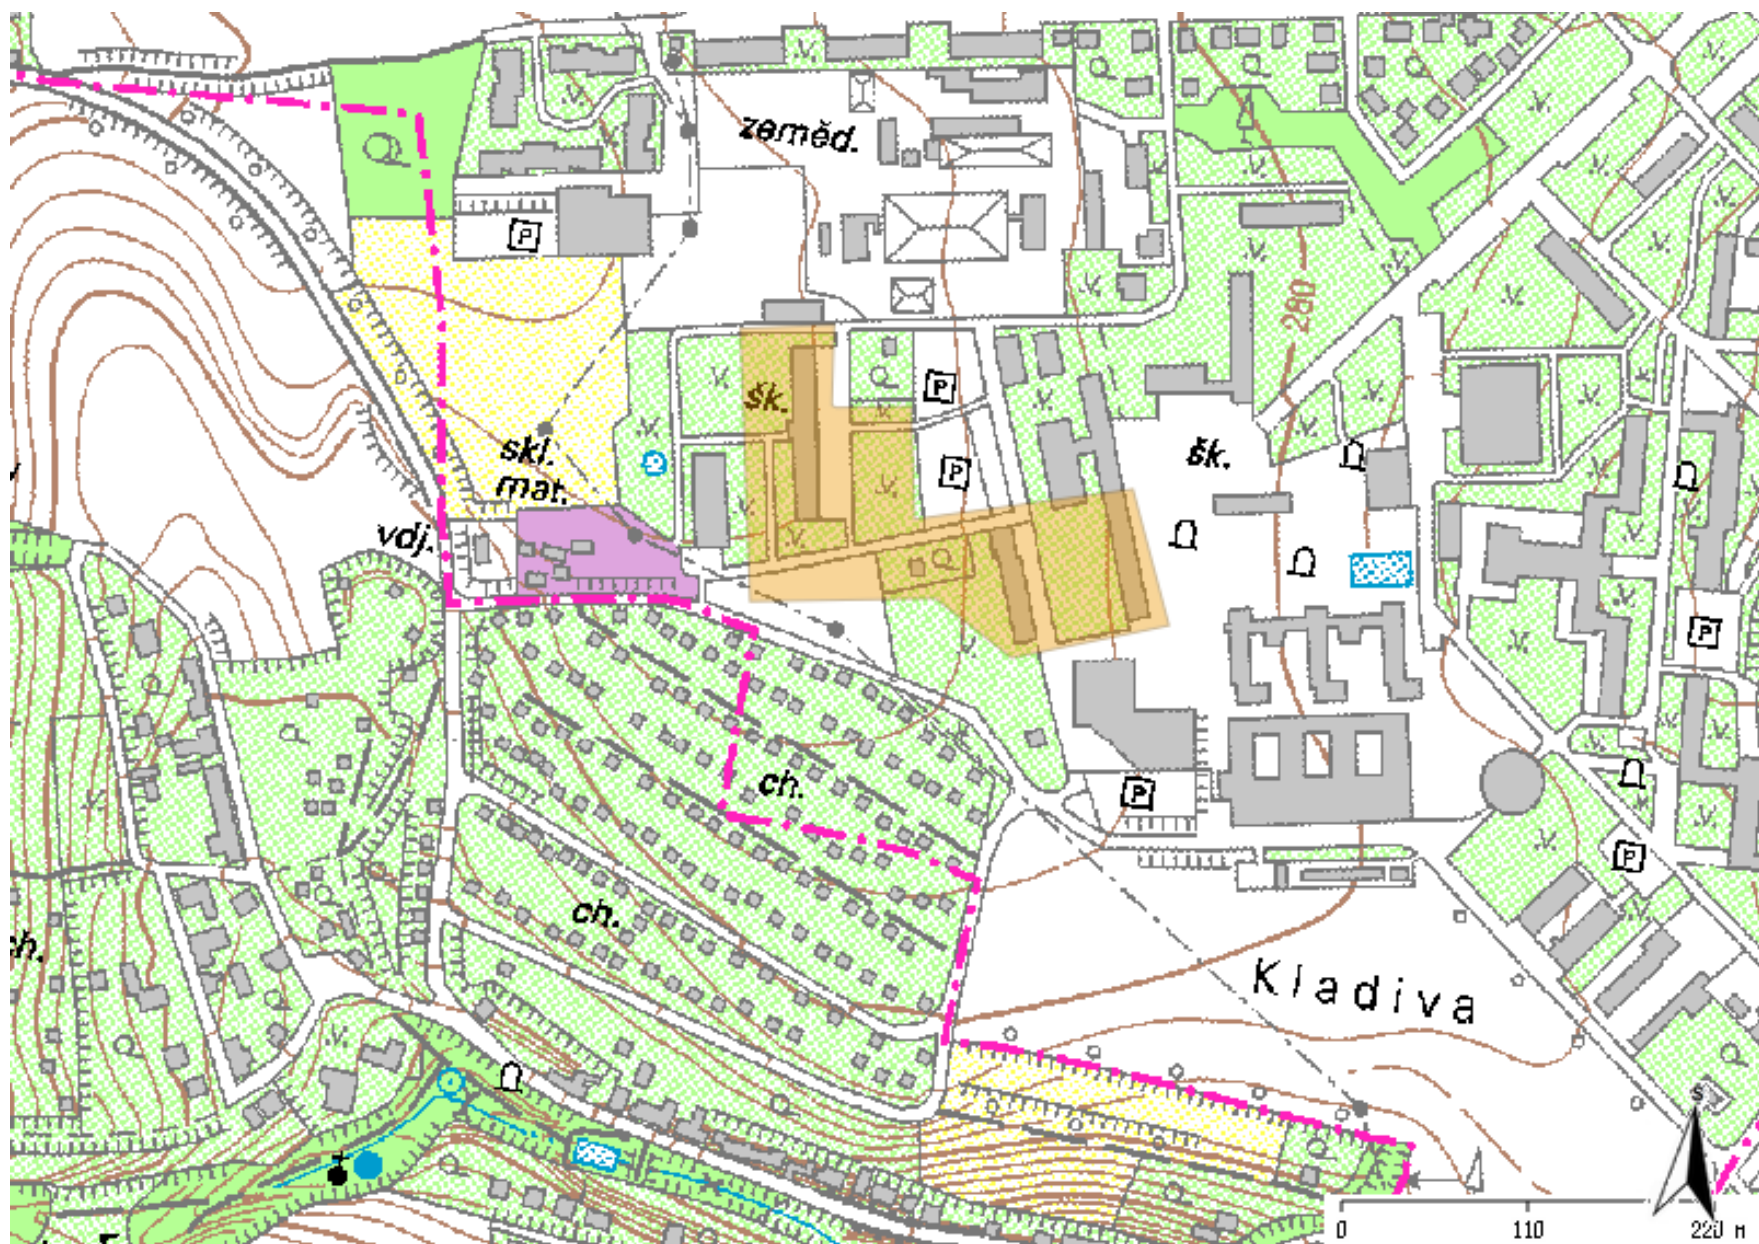 zeměd.
P
280
šk.
P
P
šk.
skl.
mat.
vdj.
P
ch.
P
P
ch.
ch.
Kladiva
S
0 110 220 M